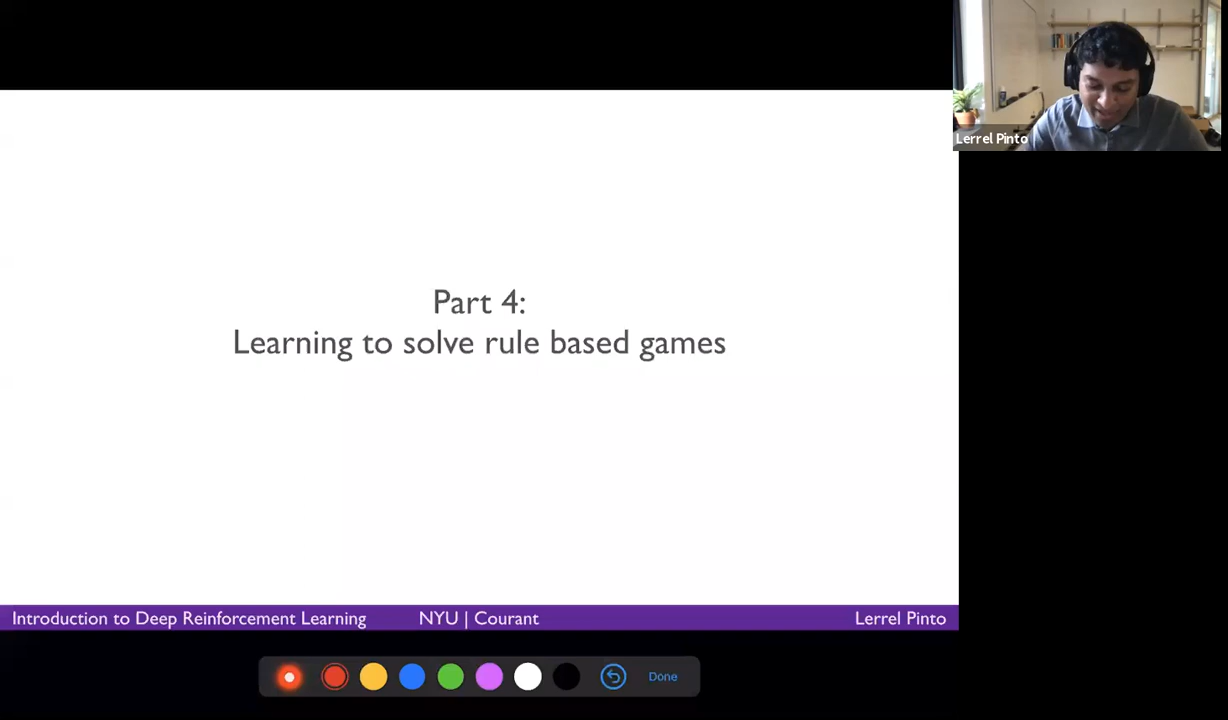 Lerrel Pinto
Part 4:
Learning to solve rule based games
Introduction to Deep Reinforcement Learning
NYU | Courant
Lerrel Pinto
Done